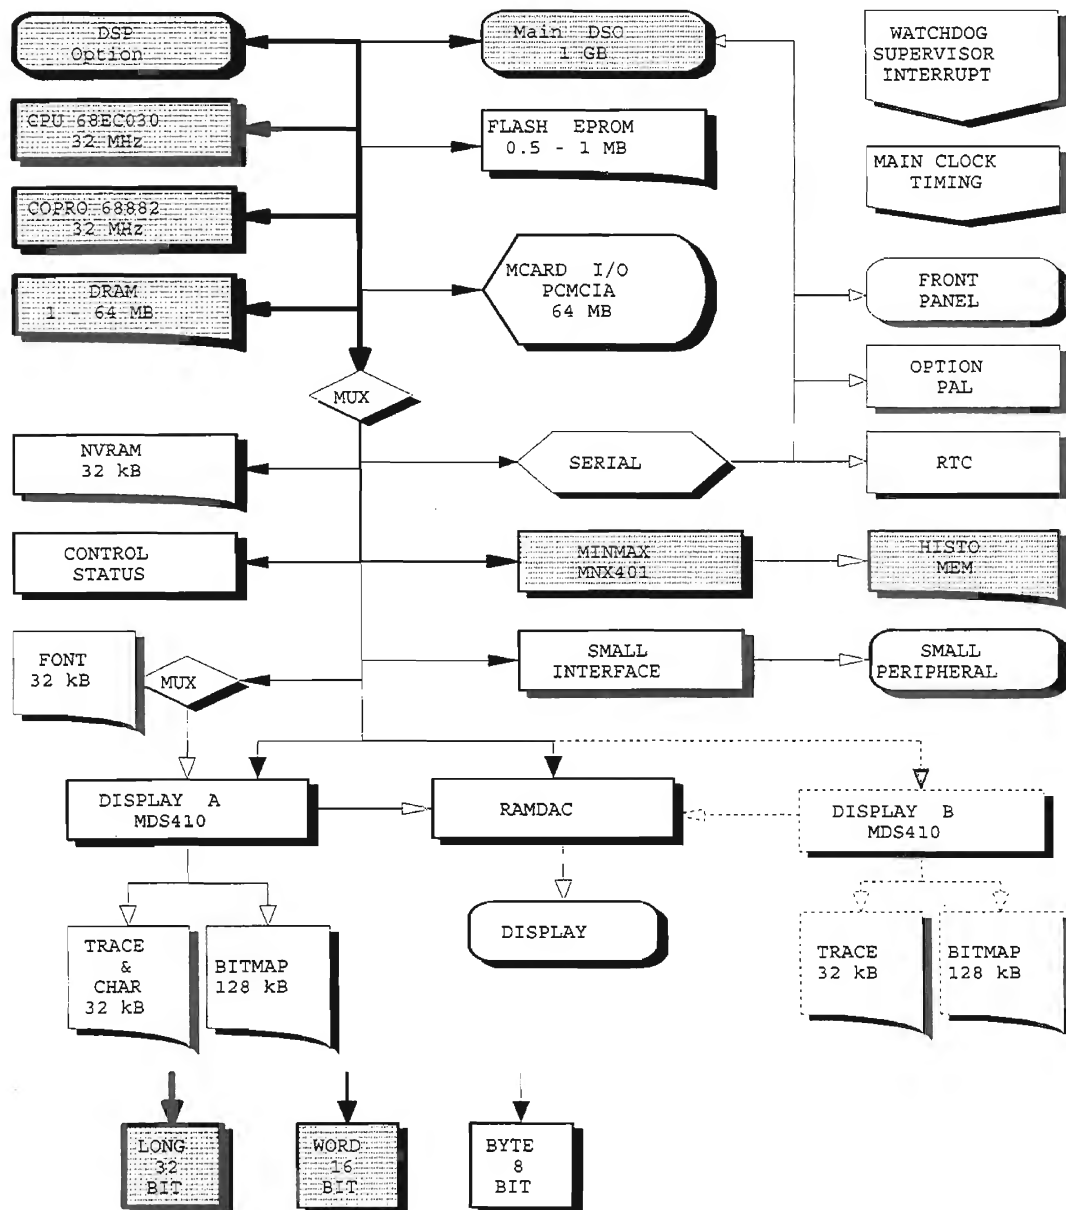 DSP
Option
Main DSO
1 GB
WATCHDOG
SUPERVISOR
INTERRUPT
CPU 68EC030
32 MHz
FLASH EPROM
0.5 - 1 MB
MAIN CLOCK
TIMING
COPRO 68882
32 MHz
MCARD I/O
PCMCIA
64 MB
DRAM
1 - 64 MB
FRONT
PANEL
OPTION
PAL
MUX
NVRAM
32 kB
SERIAL
RTC
CONTROL
STATUS
MINMAX
MNX401
HISTO
MEM
FONT
32 kB
MUX
SMALL
INTERFACE
SMALL
PERIPHERAL
DISPLAY A
MDS410
RAMDAC
DISPLAY B
MDS410
TRACE
&
CHAR
32 kB
BITMAP
128 kB
DISPLAY
TRACE
32 kB
BITMAP
128 kB
LONG
32
BIT
WORD
16
BIT
BYTE
8
BIT